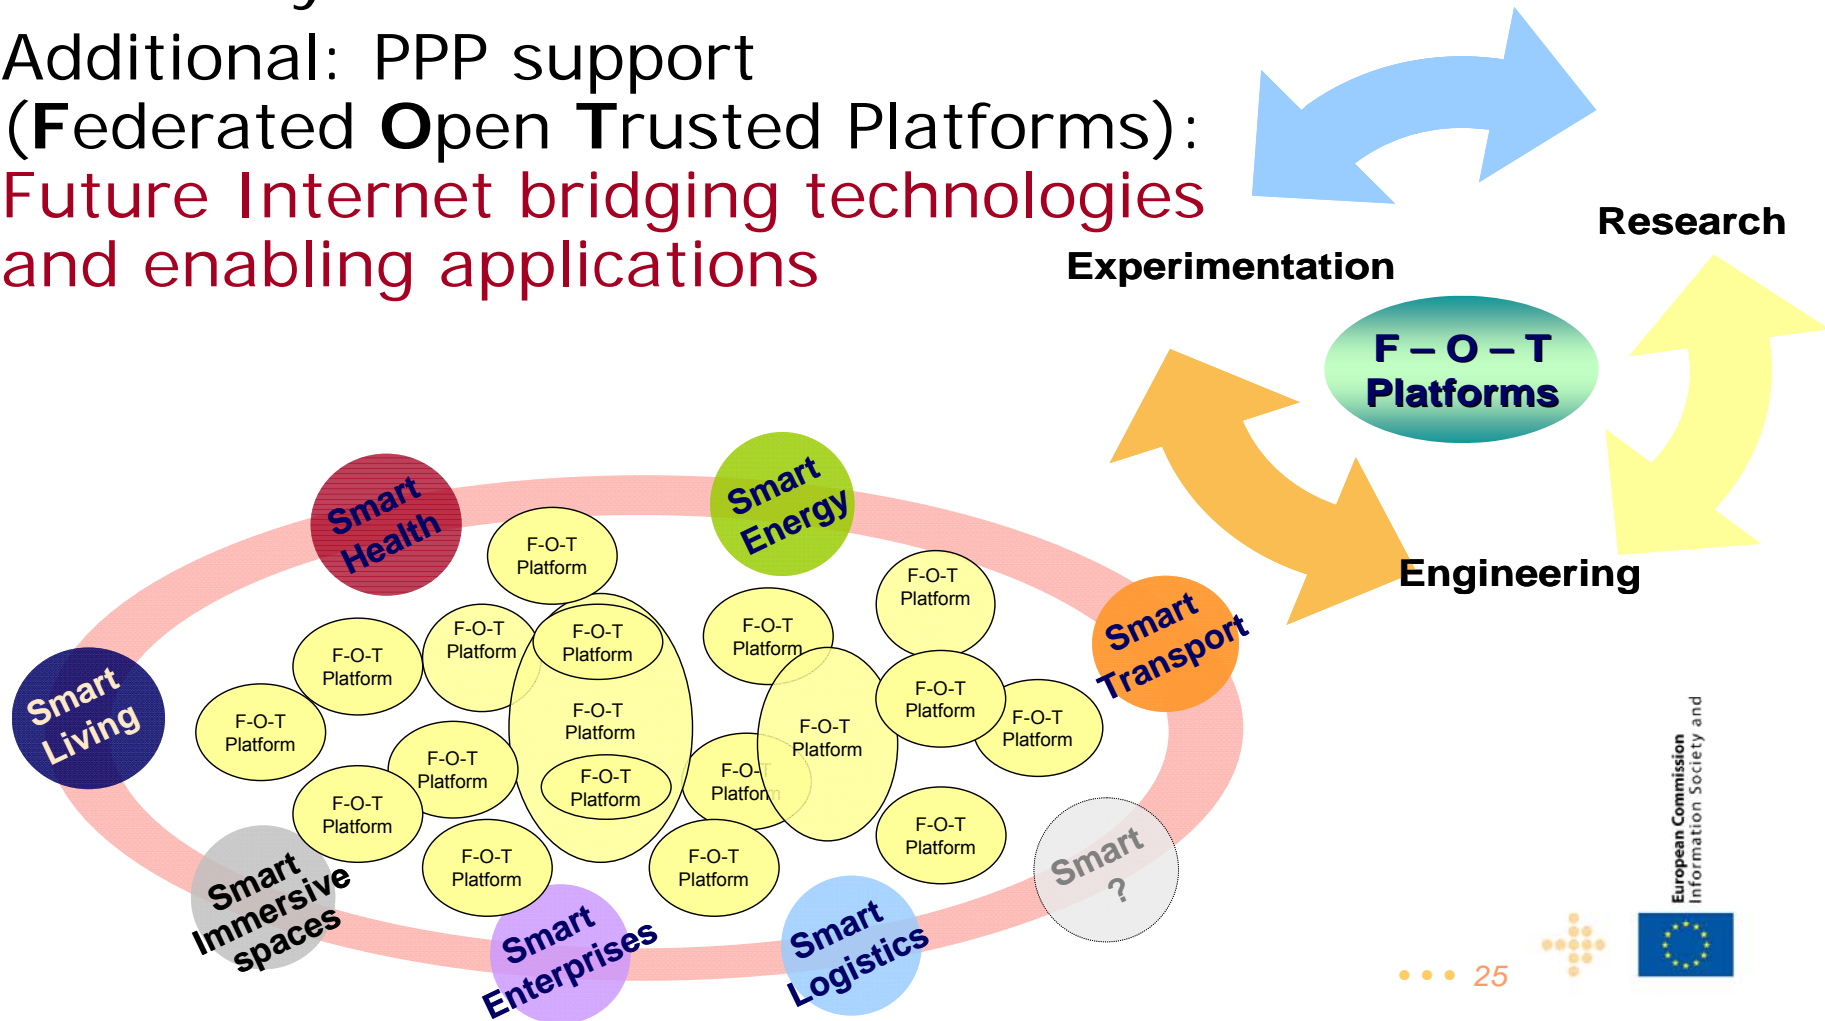 Additional: PPP support
(Federated Open Trusted Platforms):
Future Internet bridging technologies
and enabling applications
Research
Experimentation
F – O – T
Platforms
Engineering
Smart
Health
Smart
Energy
Smart
Transport
Smart
Living
Smart
Immersive
spaces
Smart
Enterprises
Smart
Logistics
Smart
?
F-O-T
Platform
F-O-T
Platform
F-O-T
Platform
F-O-T
Platform
F-O-T
Platform
F-O-T
Platform
F-O-T
Platform
F-O-T
Platform
F-O-T
Platform
F-O-T
Platform
F-O-T
Platform
F-O-T
Platform
F-O-T
Platform
F-O-T
Platform
F-O-T
Platform
F-O-T
Platform
F-O-T
Platform
F-O-T
Platform
F-O-T
Platform
European Commission
Information Society and
25